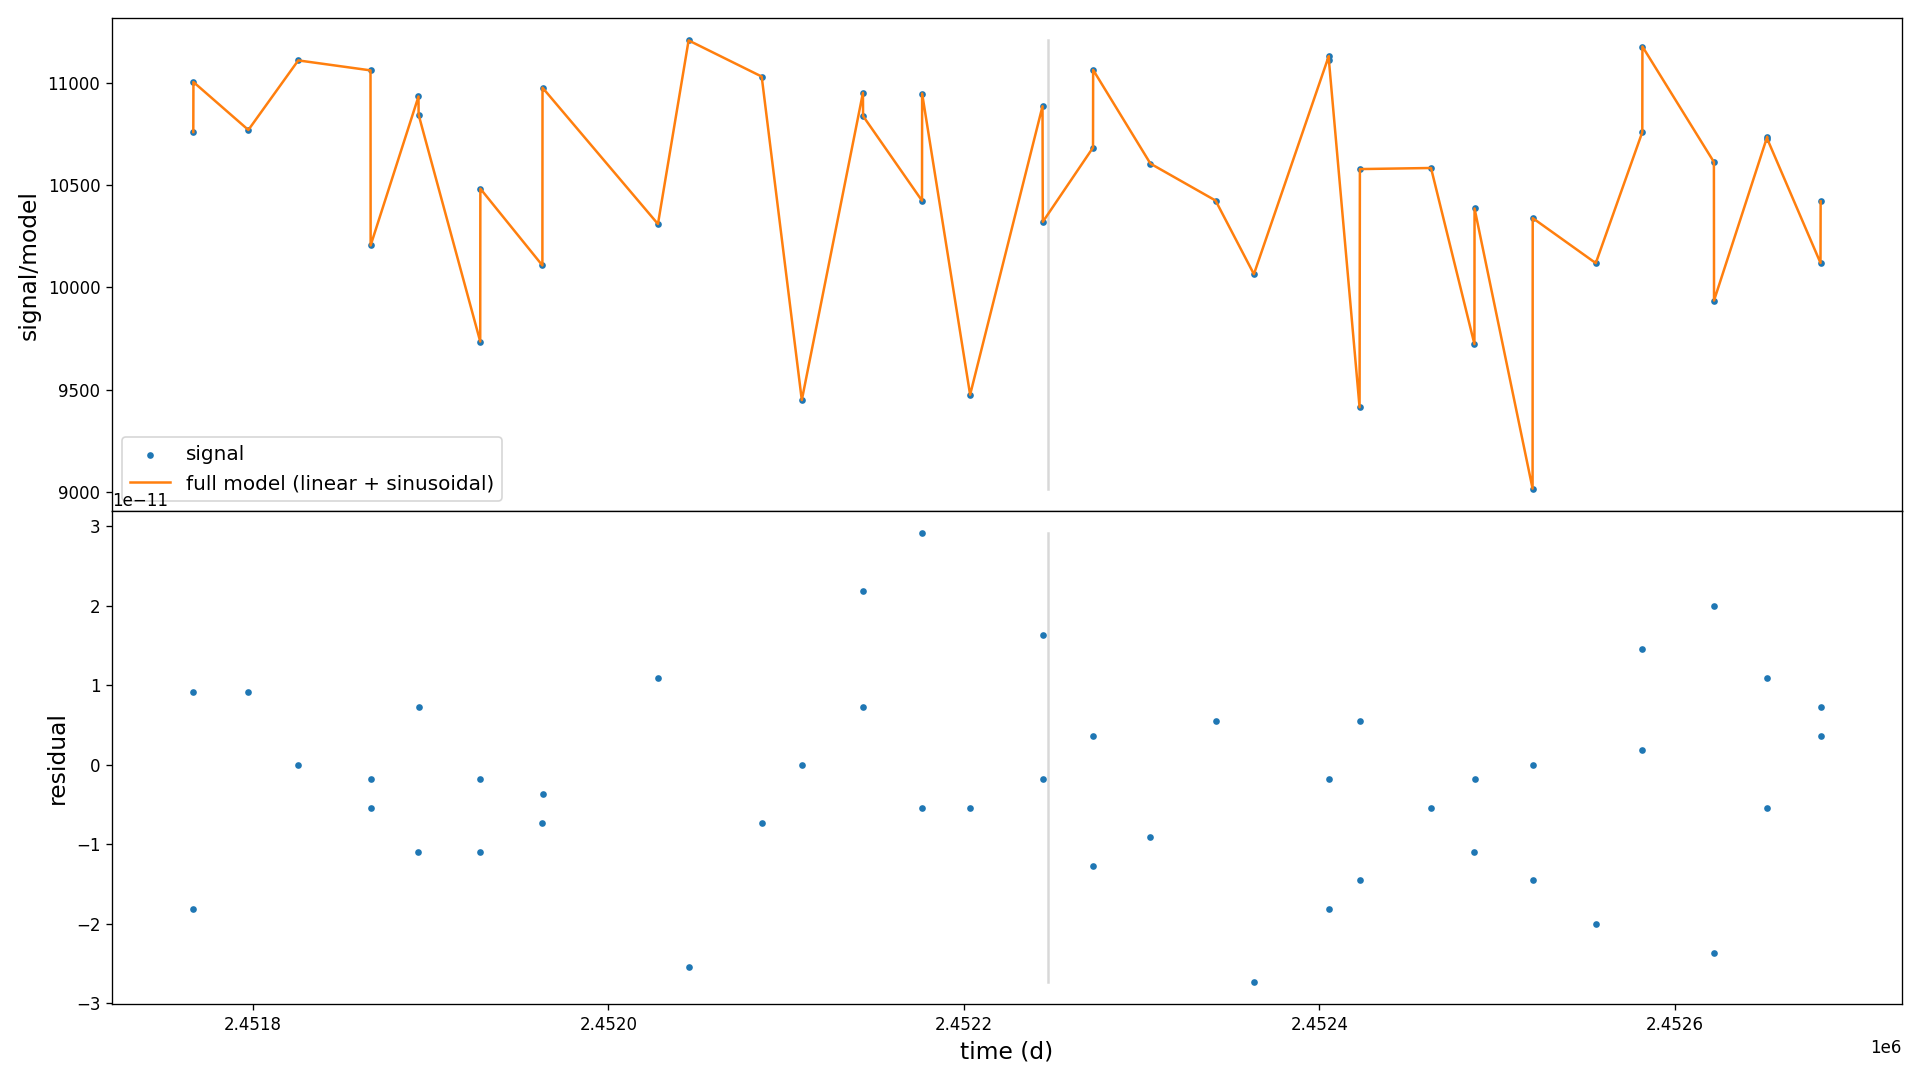 11000
10500
10000
9500
9000
signal/model
signal
full model (linear + sinusoidal)
1e−11
3
2
1
0
−1
−2
−3
residual
2.4518
2.4520
2.4522
2.4524
2.4526
time (d)
1e6